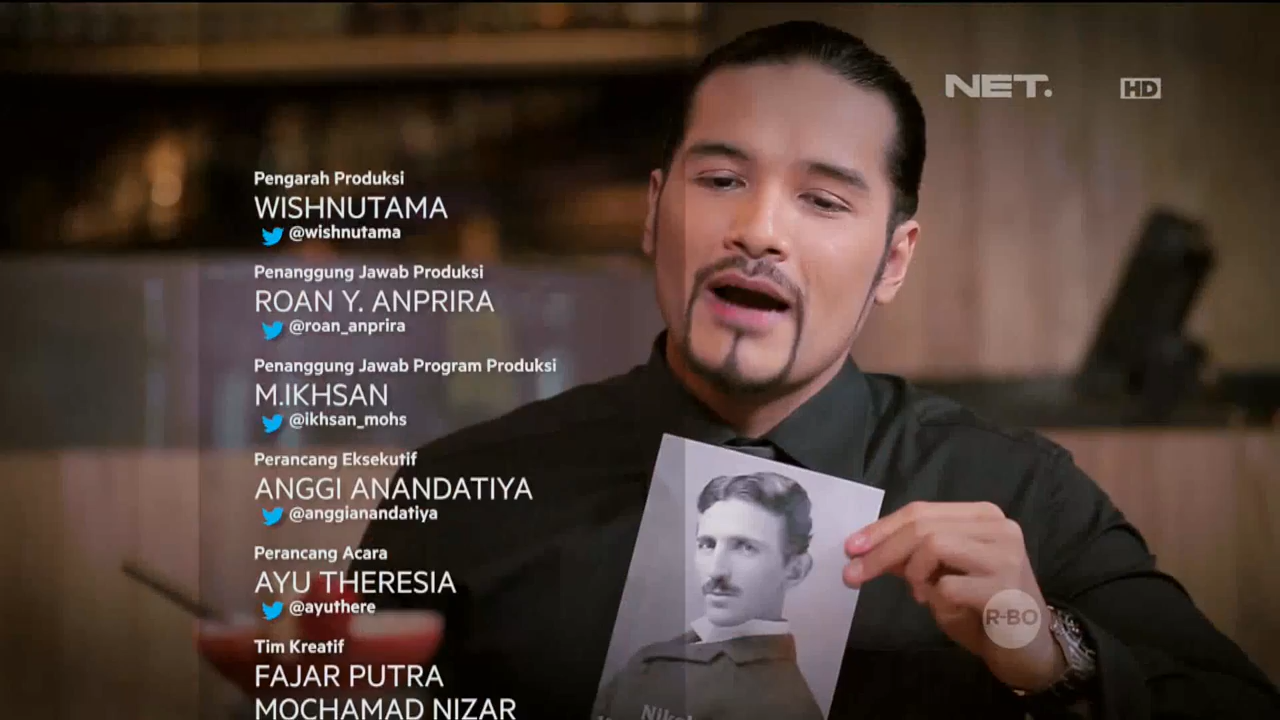 NET.
HD
Pengarah Produksi
WISHNUTAMA
@wishnutama
Penanggung Jawab Produksi
ROAN Y. ANPRIRA
@roan_anprira
Penanggung Jawab Program Produksi
M.IKHSAN
@ikhsan_mohs
Perancang Eksekutif
ANGGI ANANDATIYA
@anggianandatiya
Perancang Acara
AYU THERESIA
@ayuthere
Tim Kreatif
FAJAR PUTRA
MOCHAMAD NIZAR
R-BO